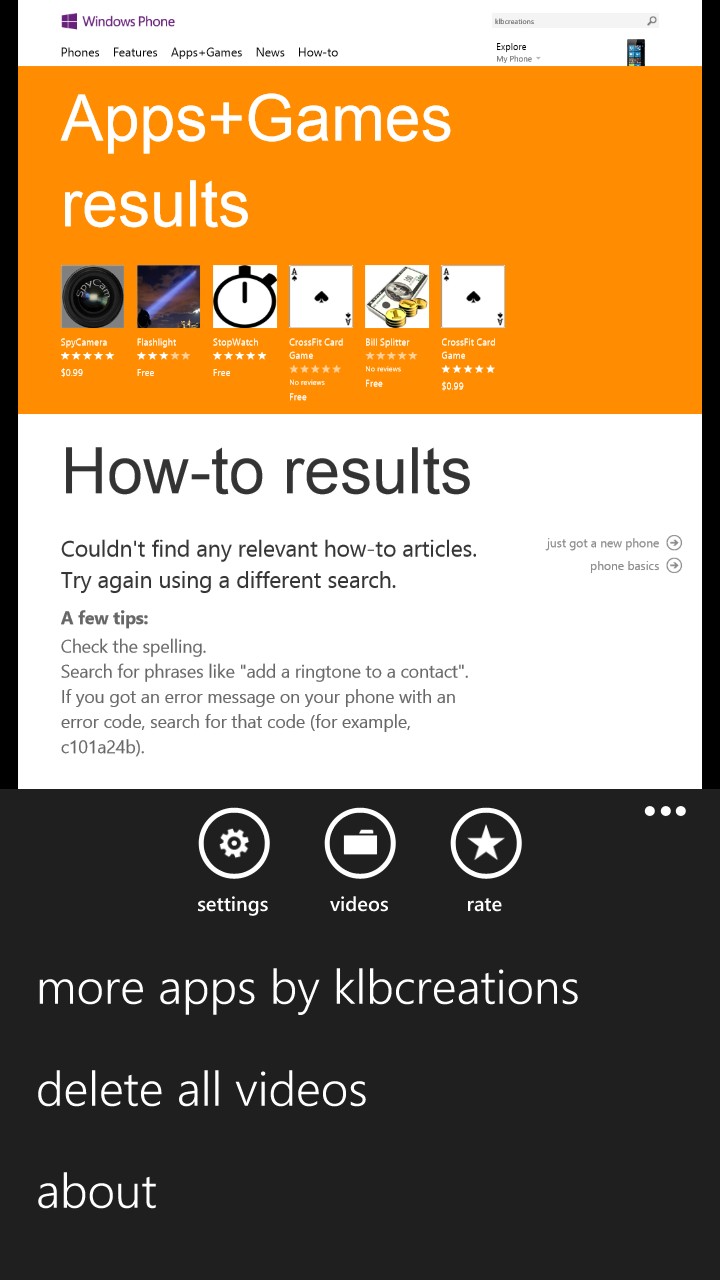 Windows Phone
klbcreations
Phones Features Apps+Games News How-to
Explore
My Phone
Apps+Games
results
SpyCam
SpyCamera
$0.99
Flashlight
Free
StopWatch
Free
A
A
CrossFit Card
Game
No reviews
Free
Bill Splitter
No reviews
Free
A
A
CrossFit Card
Game
$0.99
How-to results
Couldn't find any relevant how-to articles.
Try again using a different search.
just got a new phone
phone basics
A few tips:
Check the spelling.
Search for phrases like "add a ringtone to a contact".
If you got an error message on your phone with an
error code, search for that code (for example,
c101a24b).
settings
videos
rate
more apps by klbcreations
delete all videos
about